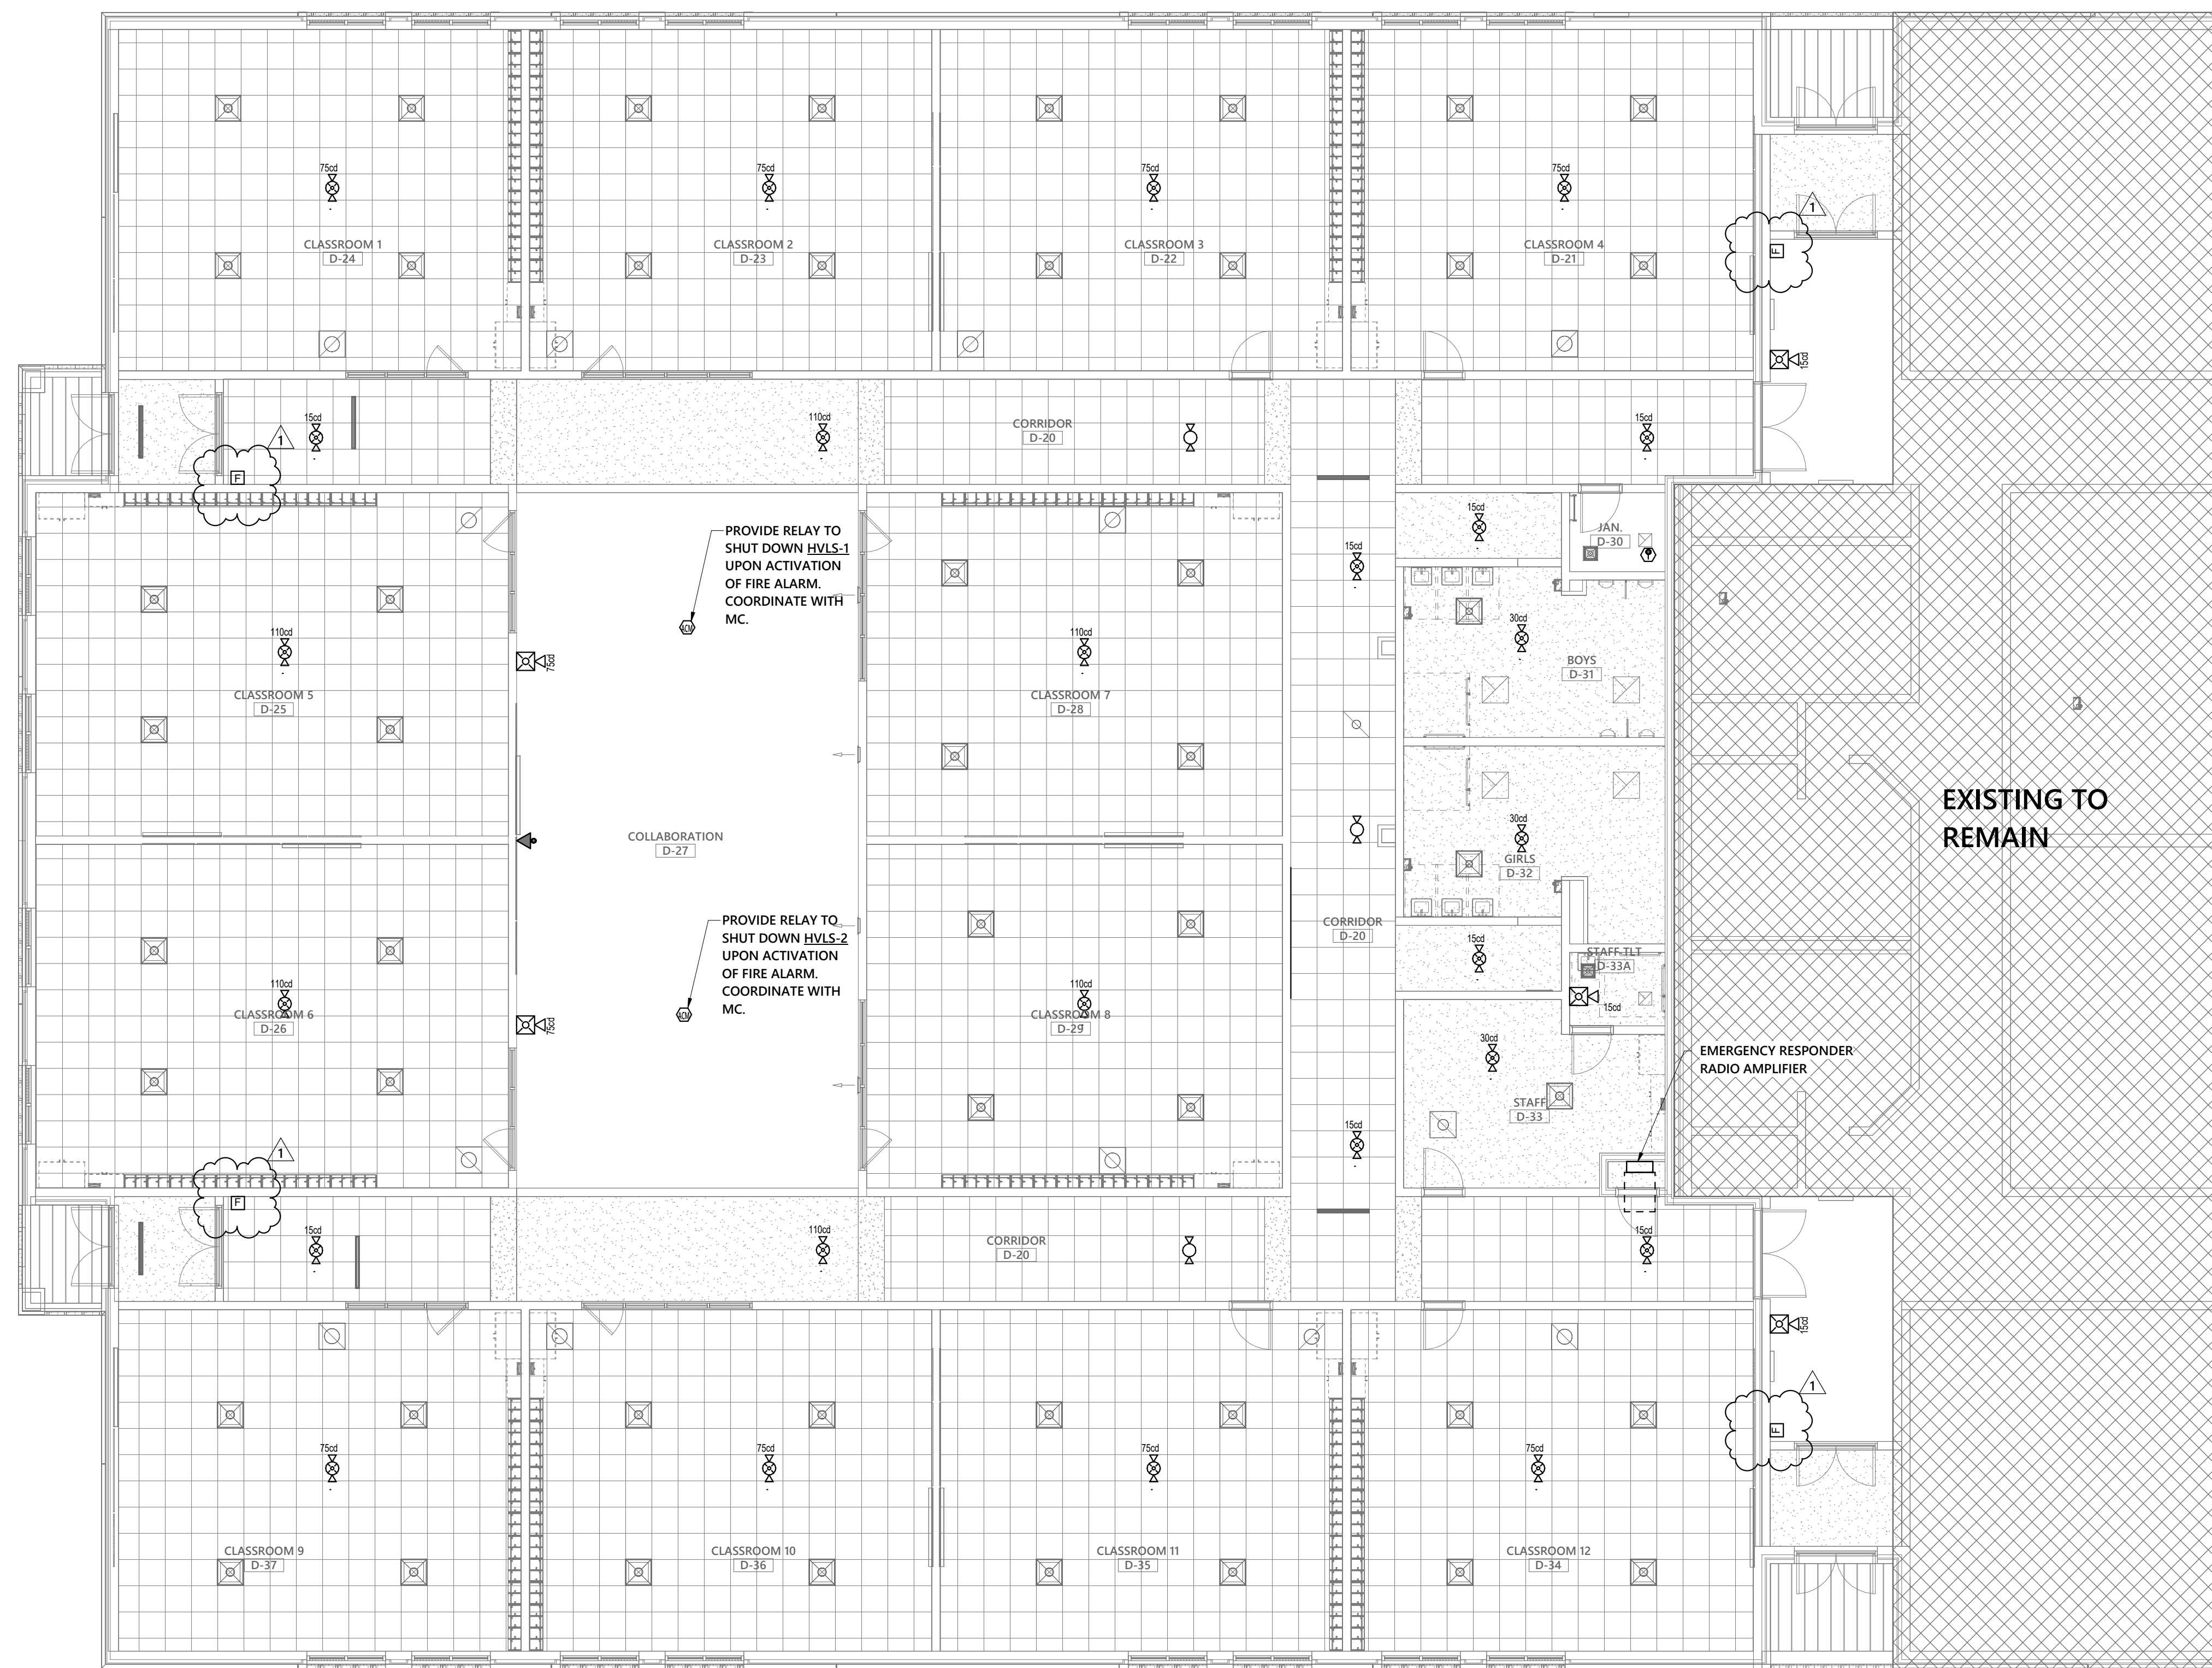 75cd
75cd
75cd
75cd
1
CLASSROOM 1
D-24
CLASSROOM 2
D-23
CLASSROOM 3
D-22
CLASSROOM 4
D-21
F
15cd
15cd
110cd
CORRIDOR
D-20
15cd
1
F
PROVIDE RELAY TO
SHUT DOWN HVLS-1
UPON ACTIVATION
OF FIRE ALARM.
COORDINATE WITH
MC.
ACM
15cd
15cd
JAN.
D-30
110cd
75cd
110cd
30cd
CLASSROOM 5
D-25
CLASSROOM 7
D-28
BOYS
D-31
EXISTING TO
REMAIN
COLLABORATION
D-27
30cd
GIRLS
D-32
PROVIDE RELAY TO
SHUT DOWN HVLS-2
UPON ACTIVATION
OF FIRE ALARM.
COORDINATE WITH
MC.
ACM
CORRIDOR
D-20
15cd
STAFF TLT
D-33A
15cd
110cd
CLASSROOM 6
D-26
75cd
110cd
CLASSROOM 8
D-29
30cd
EMERGENCY RESPONDER
RADIO AMPLIFIER
STAFF
D-33
15cd
1
F
15cd
110cd
CORRIDOR
D-20
15cd
15cd
1
F
75cd
75cd
75cd
75cd
CLASSROOM 9
D-37
CLASSROOM 10
D-36
CLASSROOM 11
D-35
CLASSROOM 12
D-34